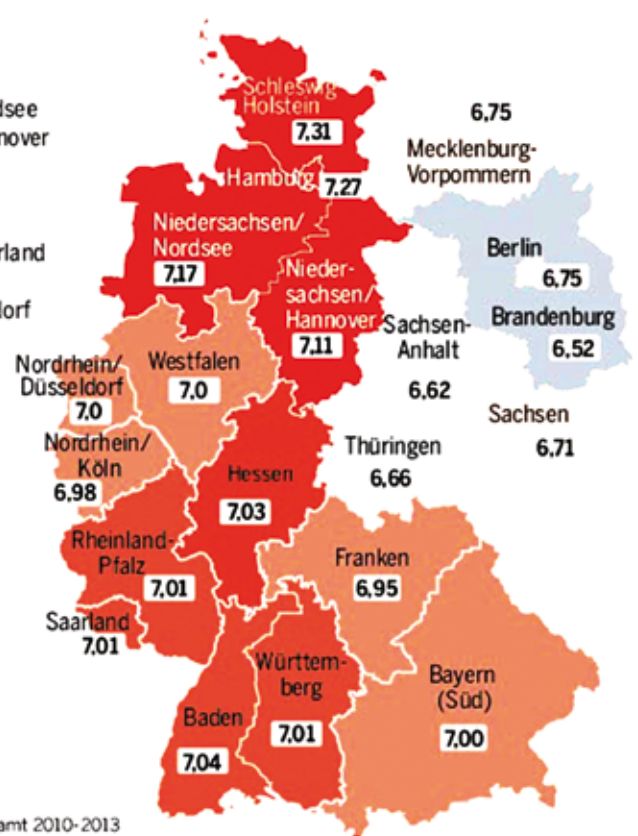 dsee
nover
rland
orf
Schleswig
Holstein
7,31
6,75
Mecklenburg-
Vorpommern
Hamburg 7,27
Niedersachsen/
Nordsee
7,17
Nieder-
sachsen/
Hannover
7,11
Berlin
6,75
Brandenburg
6,52
Sachsen-
Anhalt
6,62
Sachsen
6,71
Nordrhein/
Düsseldorf
7,0
Westfalen
7,0
Nordrhein/
Köln
6,98
Thüringen
6,66
Hessen
7,03
Rheinland-
Pfalz
7,01
Franken
6,95
Saarland
7,01
Württem-
berg
7,01
Bayern
(Süd)
7,00
Baden
7,04
amt 2010-2013